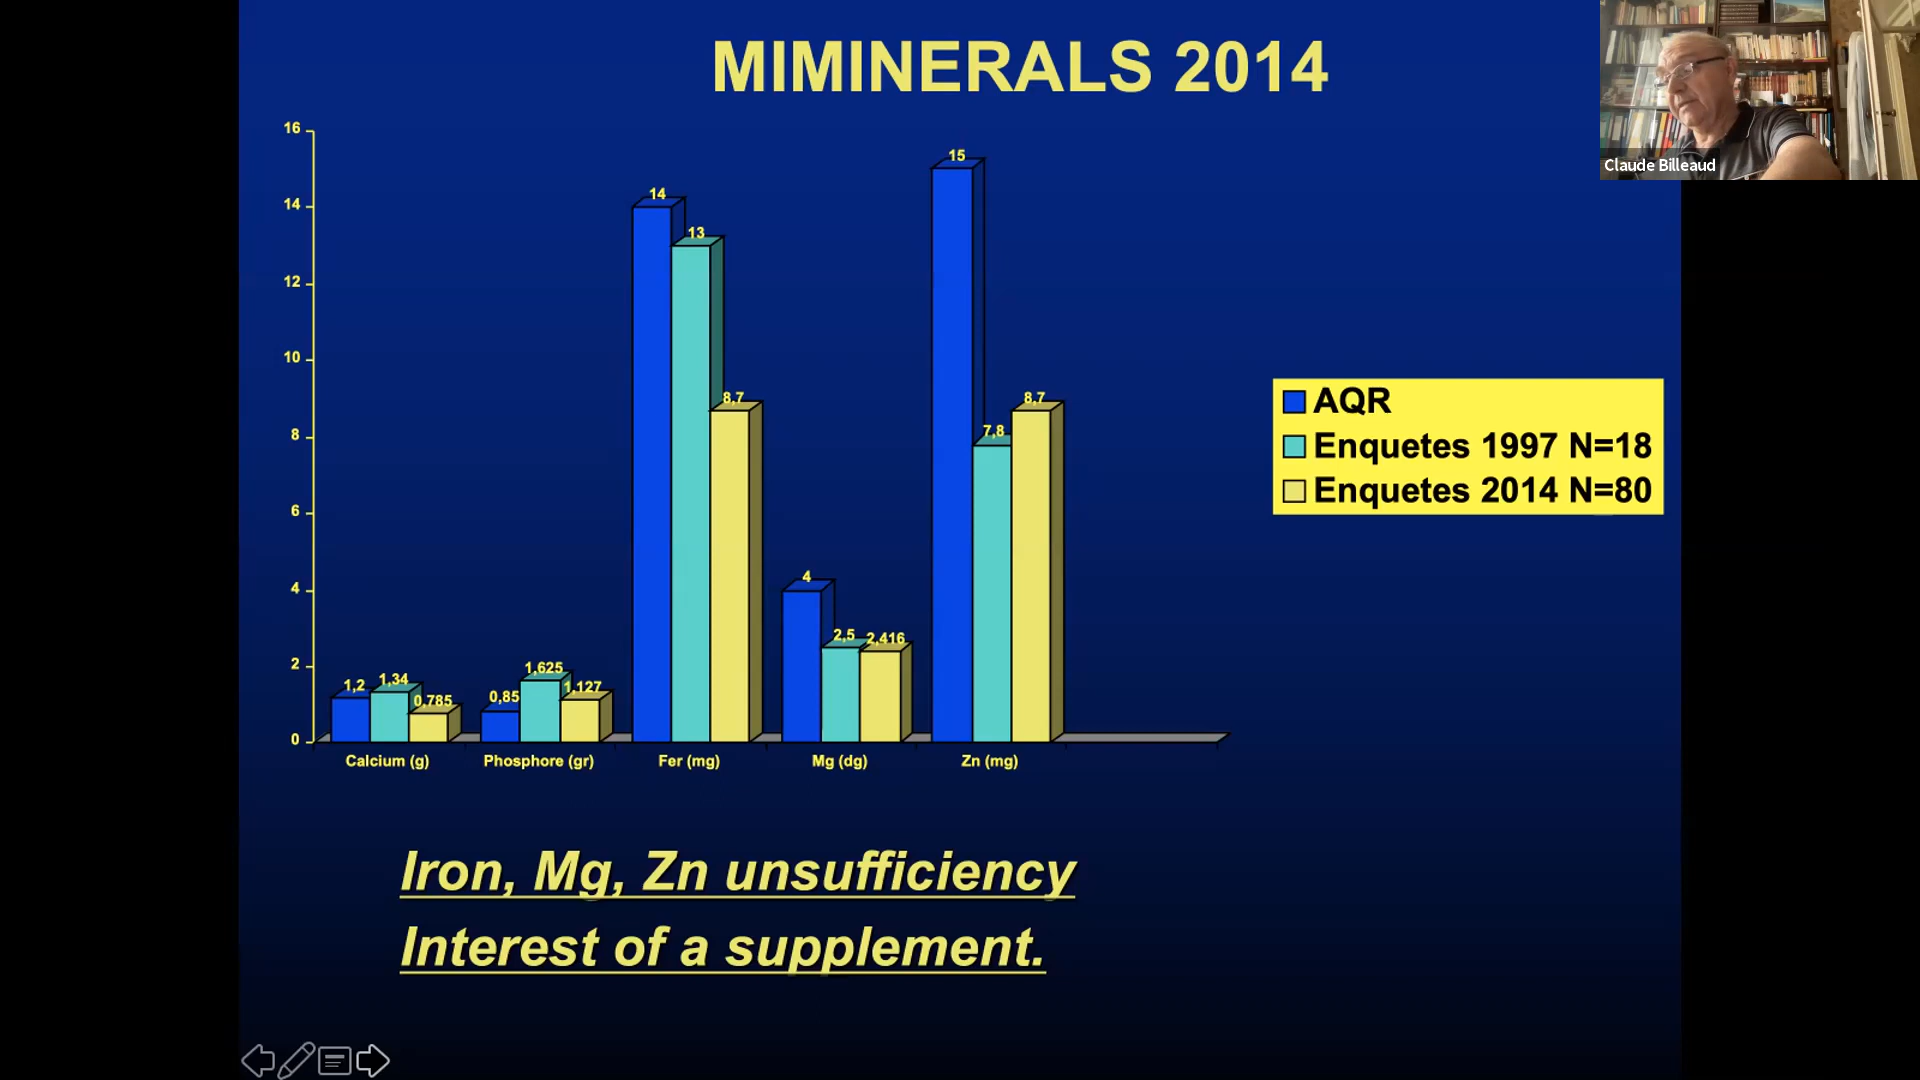 MIMINERALS 2014
Claude Billeaud
16
14
12
10
8
6
4
2
0
1,2
1,34
0,785
0,85
1,625
1,127
14
13
8,7
4
2,5
2,416
15
7,8
8,7
Calcium (g)
Phosphore (gr)
Fer (mg)
Mg (dg)
Zn (mg)
AQR
Enquetes 1997 N=18
Enquetes 2014 N=80
Iron, Mg, Zn unsufficiency
Interest of a supplement.